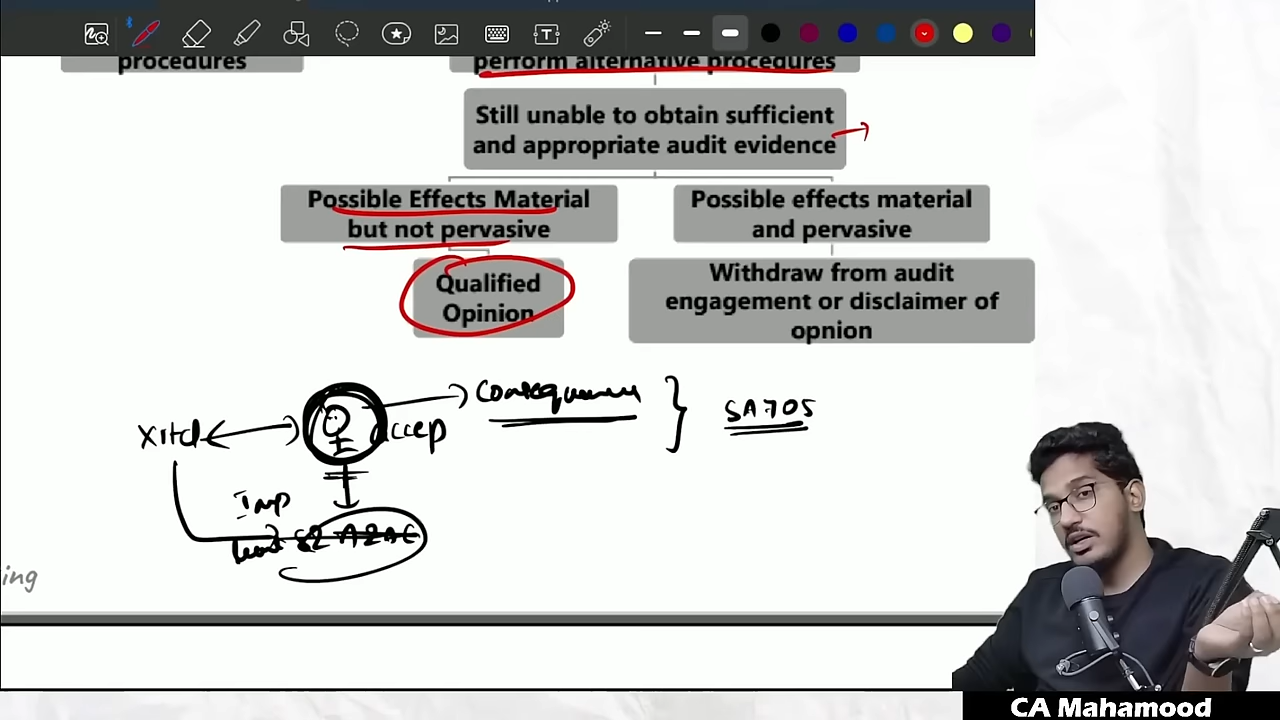 procedures
perform alternative procedures
Still unable to obtain sufficient
and appropriate audit evidence
Possible Effects Material
but not pervasive
Possible effects material
and pervasive
Qualified
Opinion
Withdraw from audit
engagement or disclaimer of
opnion
SA705
accep
Imp
ing
CA Mahamood